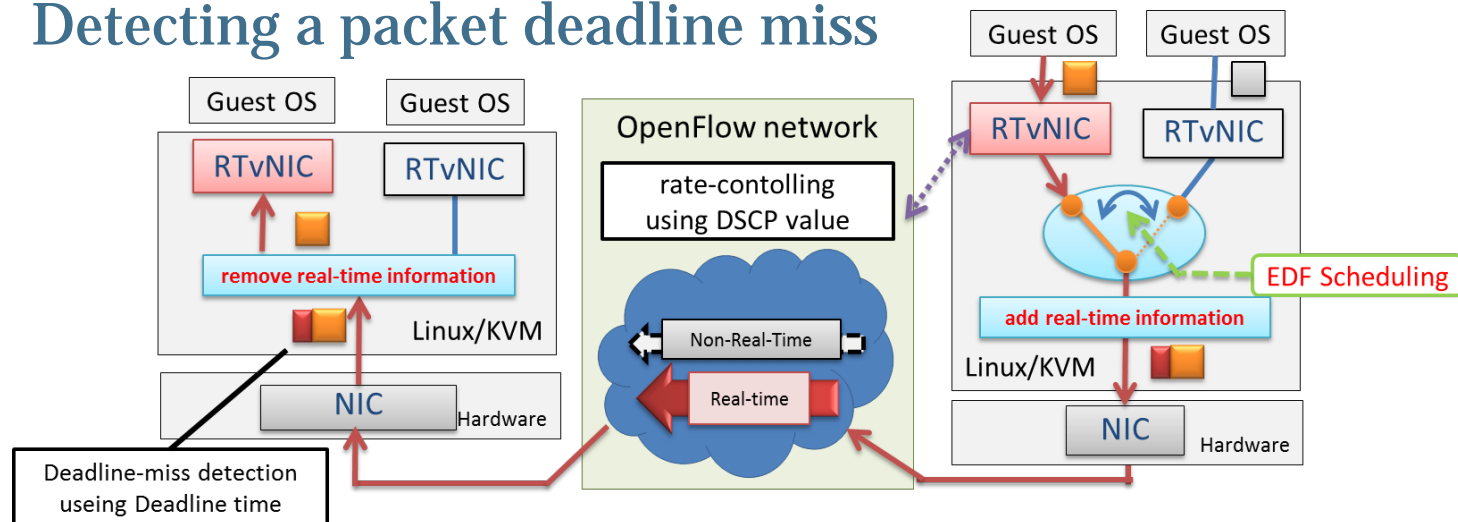 Detecting a packet deadline miss
Guest OS
Guest OS
RTvNIC
RTvNIC
remove real-time information
Linux/KVM
NIC
Hardware
Deadline-miss detection
useing Deadline time
OpenFlow network
rate-contolling
using DSCP value
Non-Real-Time
Real-time
Guest OS
Guest OS
RTvNIC
RTvNIC
EDF Scheduling
add real-time information
Linux/KVM
NIC
Hardware